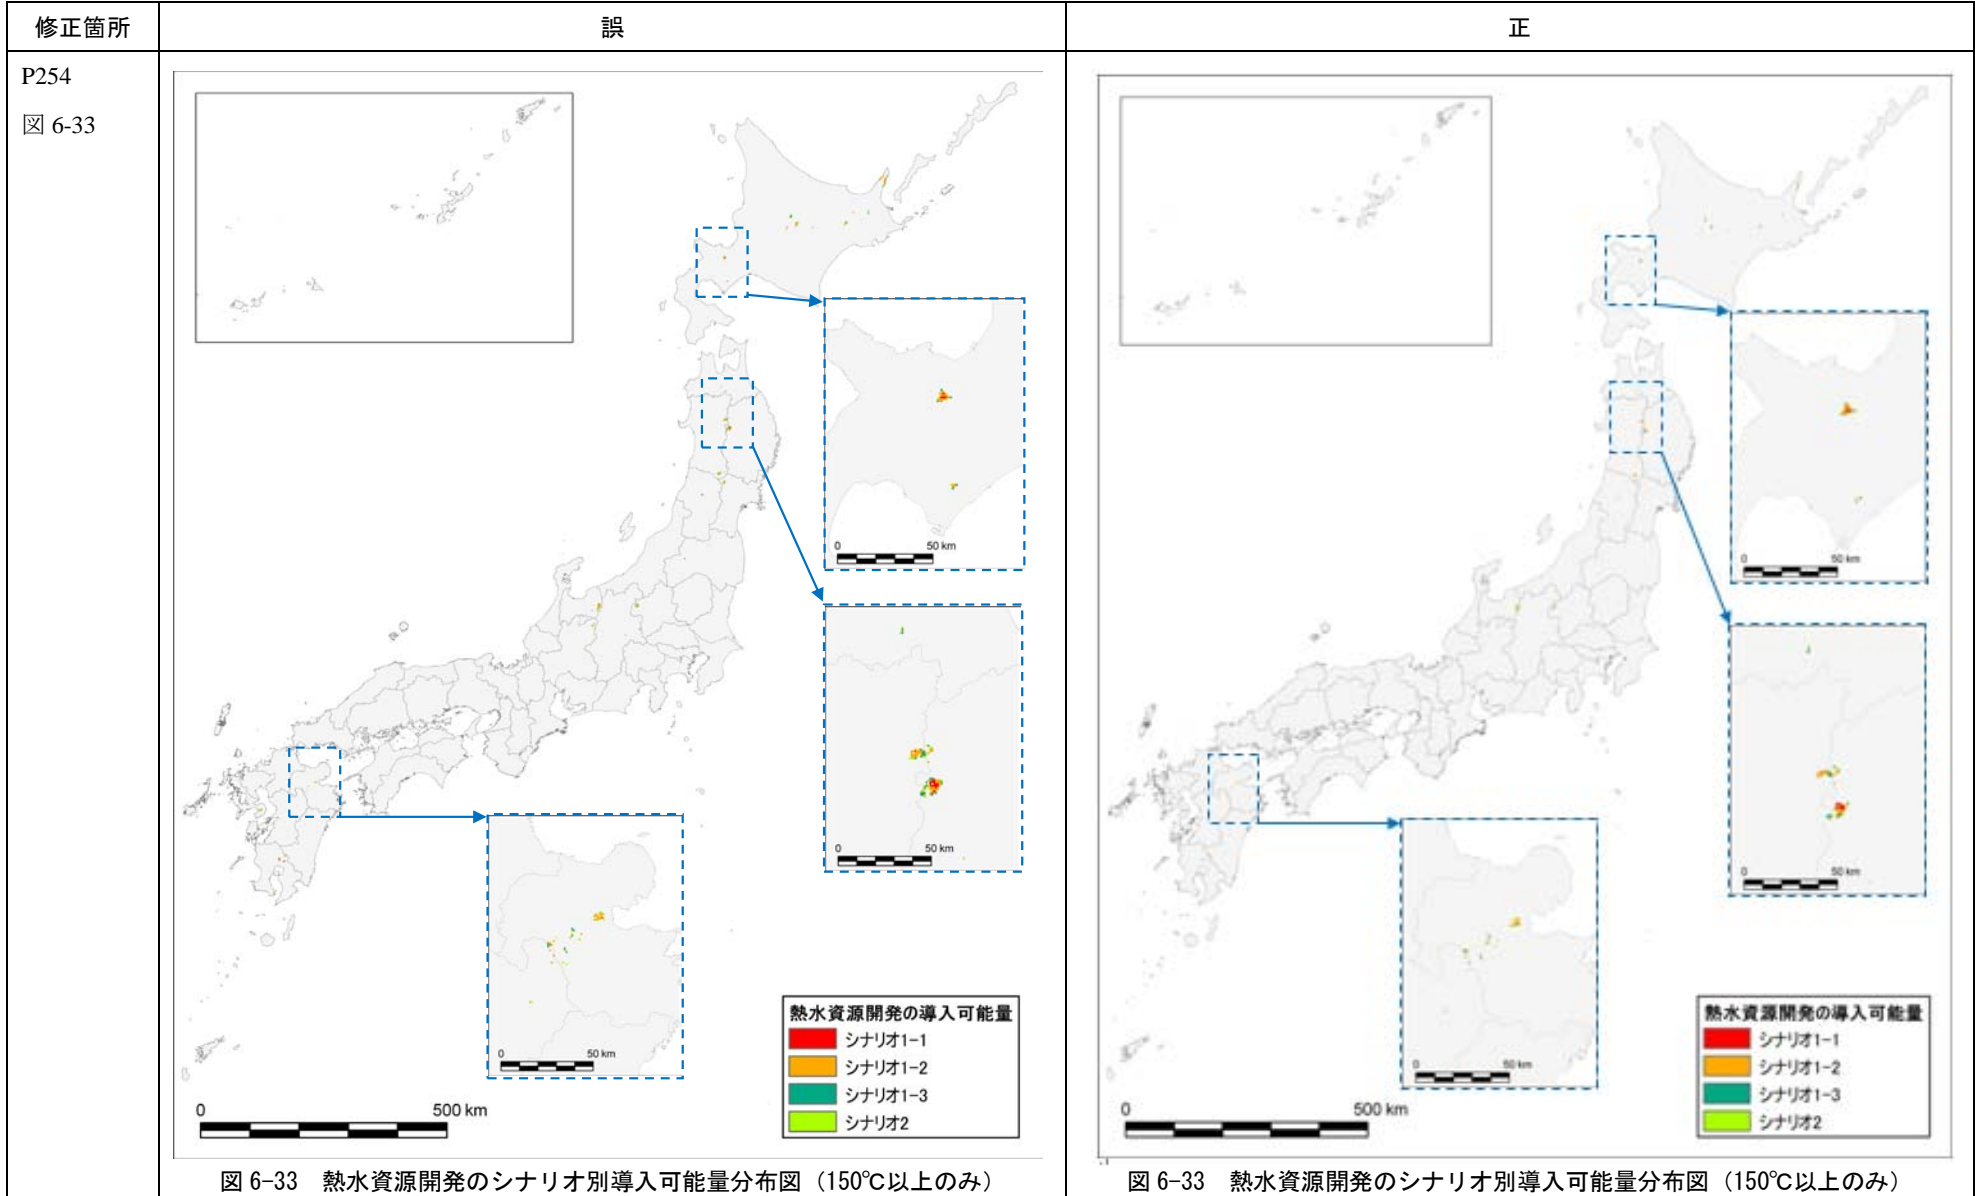 修正箇所
誤
正
P254
図 6-33
0 50 km
0 50 km
0 50 km
熱水資源開発の導入可能量
シナリオ1-1
シナリオ1-2
シナリオ1-3
シナリオ2
0 500 km
図 6-33 熱水資源開発のシナリオ別導入可能量分布図（150℃以上のみ）
0 50 km
0 50 km
0 50 km
熱水資源開発の導入可能量
シナリオ1-1
シナリオ1-2
シナリオ1-3
シナリオ2
0 500 km
図 6-33 熱水資源開発のシナリオ別導入可能量分布図（150℃以上のみ）